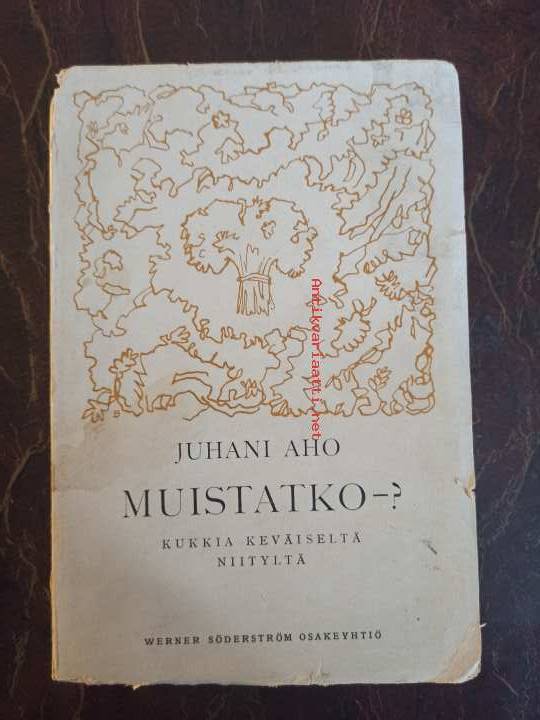 Antikvariaatti.net
JUHANI AHO
MUISTATKO–?
KUKKIA KEVÄISELTÄ
NIITYLTÄ
WERNER SÖDERSTRÖM OSAKEYHTIÖ